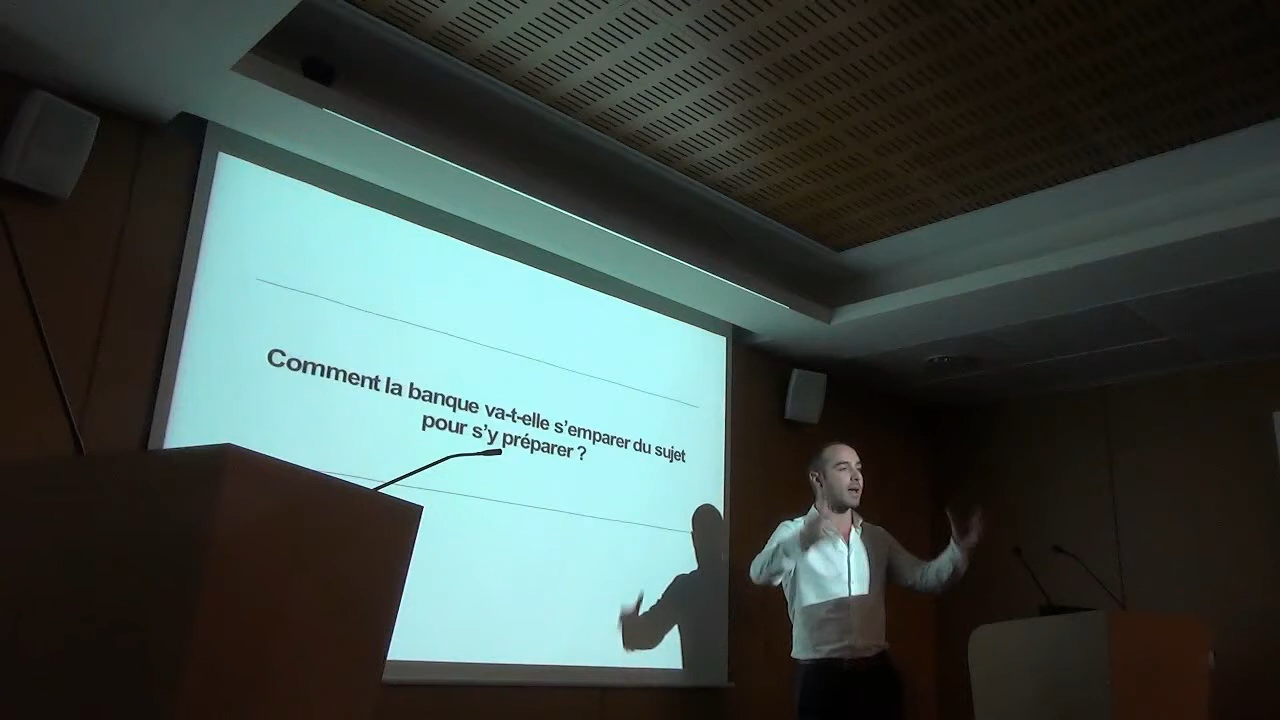 Comment la banque va-t-elle s’emparer du sujet
pour s’y préparer ?